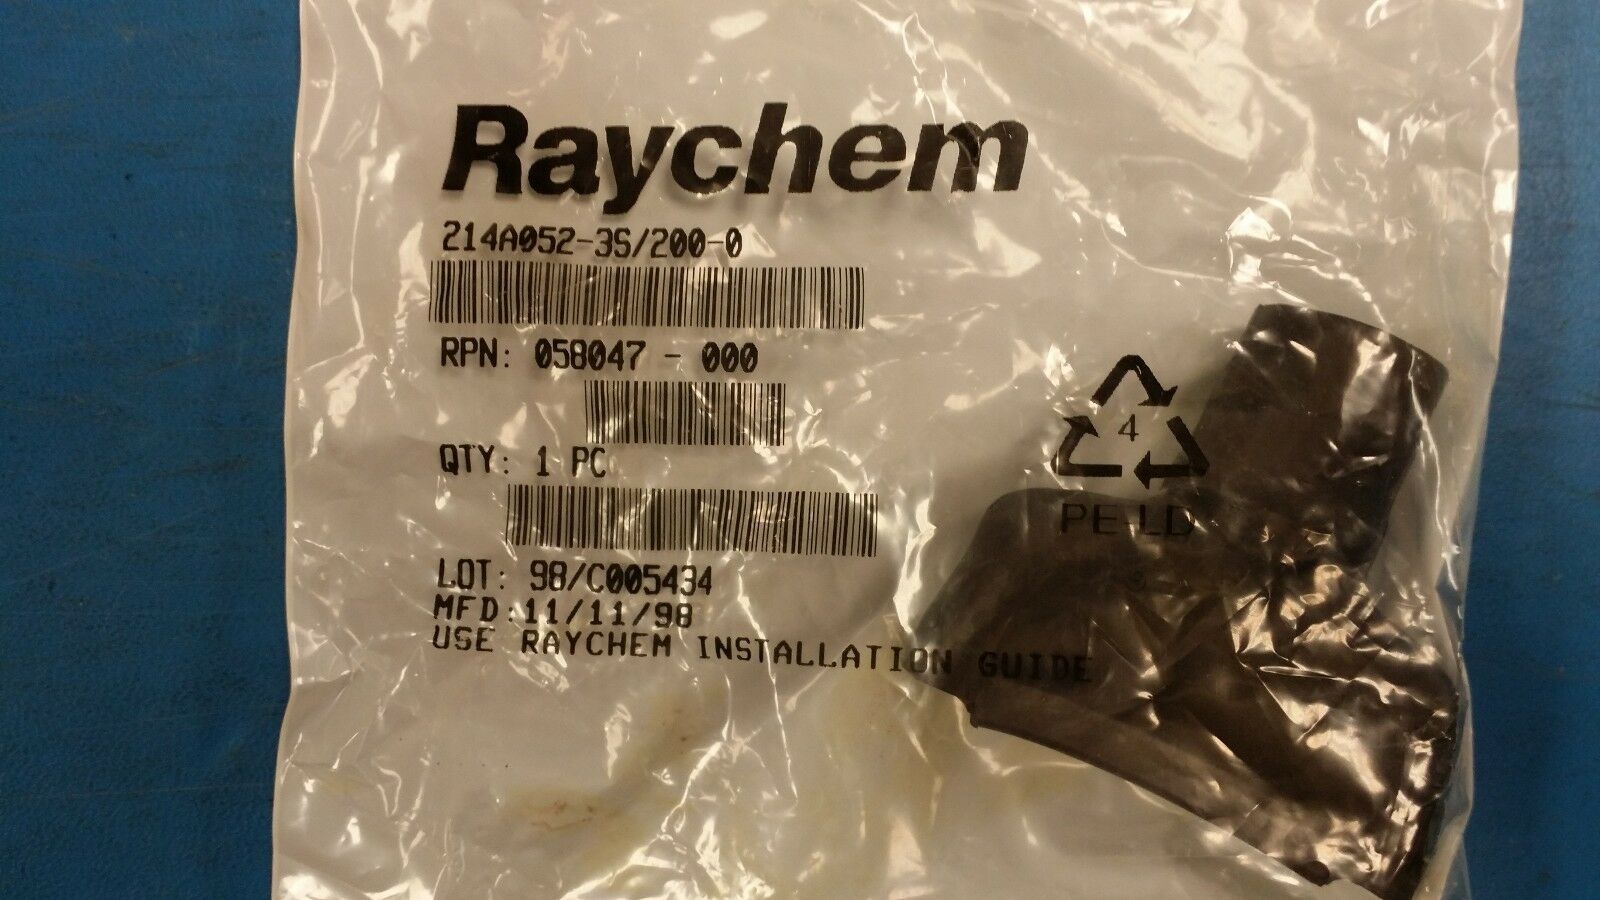 Raychem
214A052-3S/200-0
RPN: 058047 - 000
QTY: 1 PC
LOT: 98/C005434
MFD:11/11/98
USE RAYCHEM INSTALLATION GUIDE
4
PE-LD